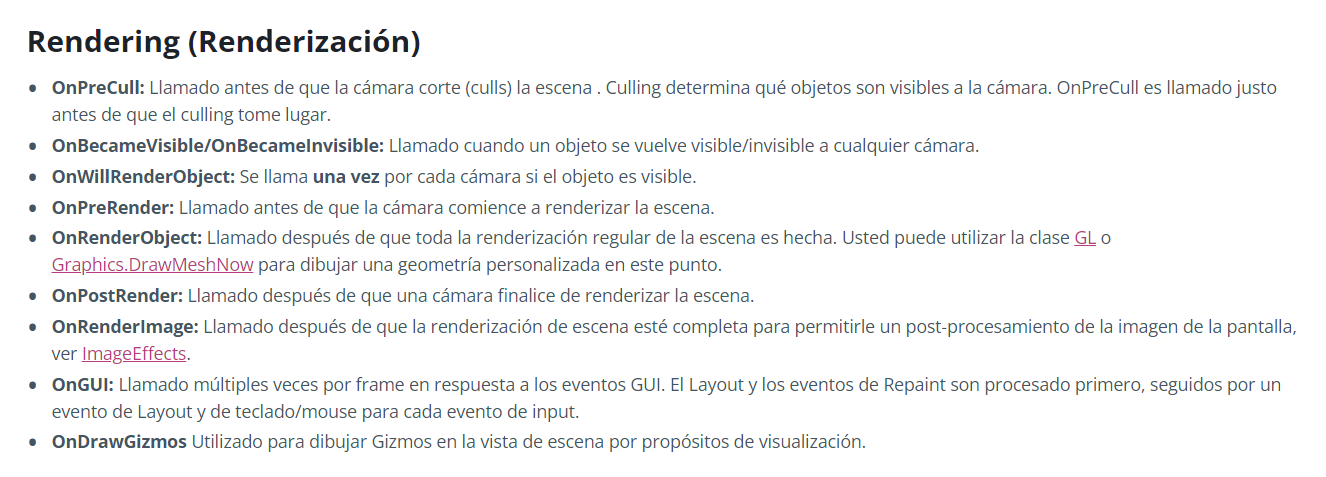 Rendering (Renderización)
• OnPreCull: Llamado antes de que la cámara corte (culls) la escena . Culling determina qué objetos son visibles a la cámara. OnPreCull es llamado justo
antes de que el culling tome lugar.
• OnBecameVisible/OnBecameInvisible: Llamado cuando un objeto se vuelve visible/invisible a cualquier cámara.
• OnWillRenderObject: Se llama una vez por cada cámara si el objeto es visible.
• OnPreRender: Llamado antes de que la cámara comience a renderizar la escena.
• OnRenderObject: Llamado después de que toda la renderización regular de la escena es hecha. Usted puede utilizar la clase GL o
Graphics.DrawMeshNow para dibujar una geometría personalizada en este punto.
• OnPostRender: Llamado después de que una cámara finalice de renderizar la escena.
• OnRenderImage: Llamado después de que la renderización de escena esté completa para permitirle un post-procesamiento de la imagen de la pantalla,
ver ImageEffects.
• OnGUI: Llamado múltiples veces por frame en respuesta a los eventos GUI. El Layout y los eventos de Repaint son procesado primero, seguidos por un
evento de Layout y de teclado/mouse para cada evento de input.
• OnDrawGizmos Utilizado para dibujar Gizmos en la vista de escena por propósitos de visualización.